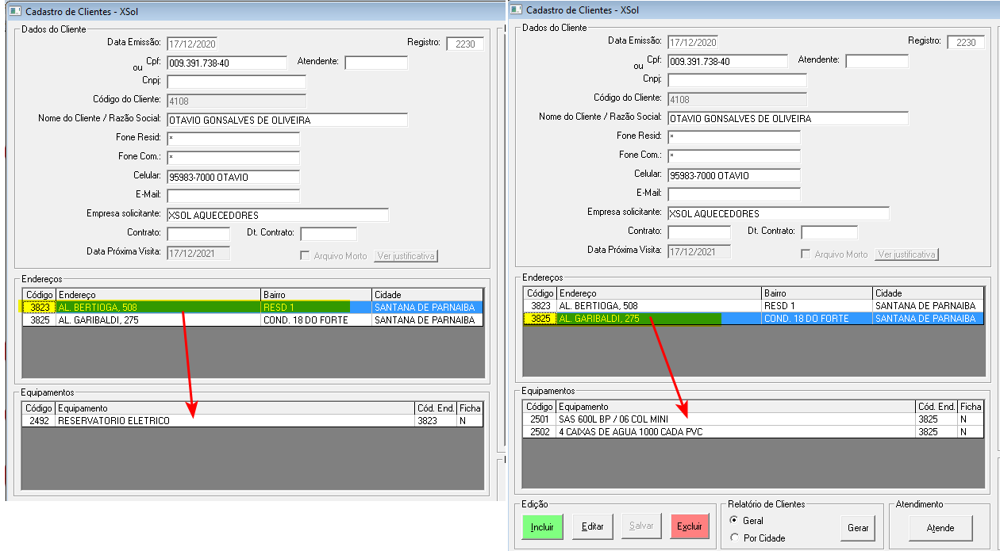 Cadastro de Clientes - XSol
Dados do Cliente
Data Emissão: 17/12/2020 Registro: 2230
Cpf: 009.391.738-40 Atendente:
ou
Cnpj:
Código do Cliente: 4108
Nome do Cliente / Razão Social: OTAVIO GONSALVES DE OLIVEIRA
Fone Resid: *
Fone Com.: *
Celular: 95983-7000 OTAVIO
E-Mail:
Empresa solicitante: XSOL AQUECEDORES
Contrato: Dt. Contrato:
Data Próxima Visita: 17/12/2021 Arquivo Morto Ver justificativa
Endereços
Código Endereço Bairro Cidade
3823 AL. BERTIOGA, 508 RESD 1 SANTANA DE PARNAIBA
3825 AL. GARIBALDI, 275 COND. 18 DO FORTE SANTANA DE PARNAIBA
Equipamentos
Código Equipamento Cód. End. Ficha
2492 RESERVATORIO ELETRICO 3823 N
Cadastro de Clientes - XSol
Dados do Cliente
Data Emissão: 17/12/2020 Registro: 2230
Cpf: 009.391.738-40 Atendente:
ou
Cnpj:
Código do Cliente: 4108
Nome do Cliente / Razão Social: OTAVIO GONSALVES DE OLIVEIRA
Fone Resid: *
Fone Com.: *
Celular: 95983-7000 OTAVIO
E-Mail:
Empresa solicitante: XSOL AQUECEDORES
Contrato: Dt. Contrato:
Data Próxima Visita: 17/12/2021 Arquivo Morto Ver justificativa
Endereços
Código Endereço Bairro Cidade
3823 AL. BERTIOGA, 508 RESD 1 SANTANA DE PARNAIBA
3825 AL. GARIBALDI, 275 COND. 18 DO FORTE SANTANA DE PARNAIBA
Equipamentos
Código Equipamento Cód. End. Ficha
2501 SAS 600L BP / 06 COL MINI 3825 N
2502 4 CAIXAS DE AGUA 1000 CADA PVC 3825 N
Edição
Incluir Editar Salvar Excluir
Relatório de Clientes
Geral
Por Cidade
Gerar
Atendimento
Atende